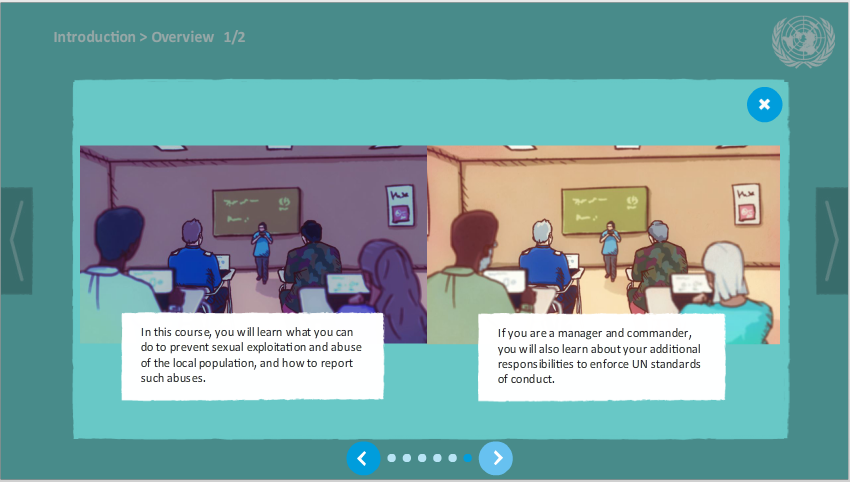 Introduction > Overview 1/2
In this course, you will learn what you can
do to prevent sexual exploitation and abuse
of the local population, and how to report
such abuses.
If you are a manager and commander,
you will also learn about your additional
responsibilities to enforce UN standards
of conduct.